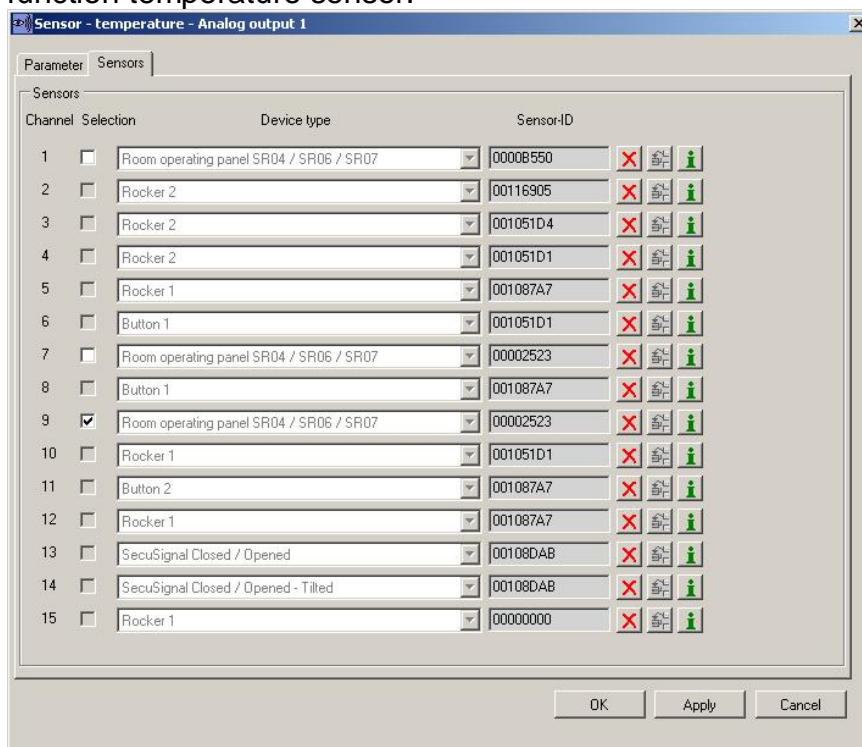 function temperature sensor.
Sensor - temperature - Analog output 1
Parameter Sensors
Sensors
Channel Selection Device type Sensor-ID
1 Room operating panel SR04 / SR06 / SR07 0000B550
2 Rocker 2 00116905
3 Rocker 2 001051D4
4 Rocker 2 001051D1
5 Rocker 1 001087A7
6 Button 1 001051D1
7 Room operating panel SR04 / SR06 / SR07 00002523
8 Button 1 001087A7
9 Room operating panel SR04 / SR06 / SR07 00002523
10 Rocker 1 001051D1
11 Button 2 001087A7
12 Rocker 1 001087A7
13 SecuSignal Closed / Opened 00108DAB
14 SecuSignal Closed / Opened - Tilted 00108DAB
15 Rocker 1 00000000
OK Apply Cancel